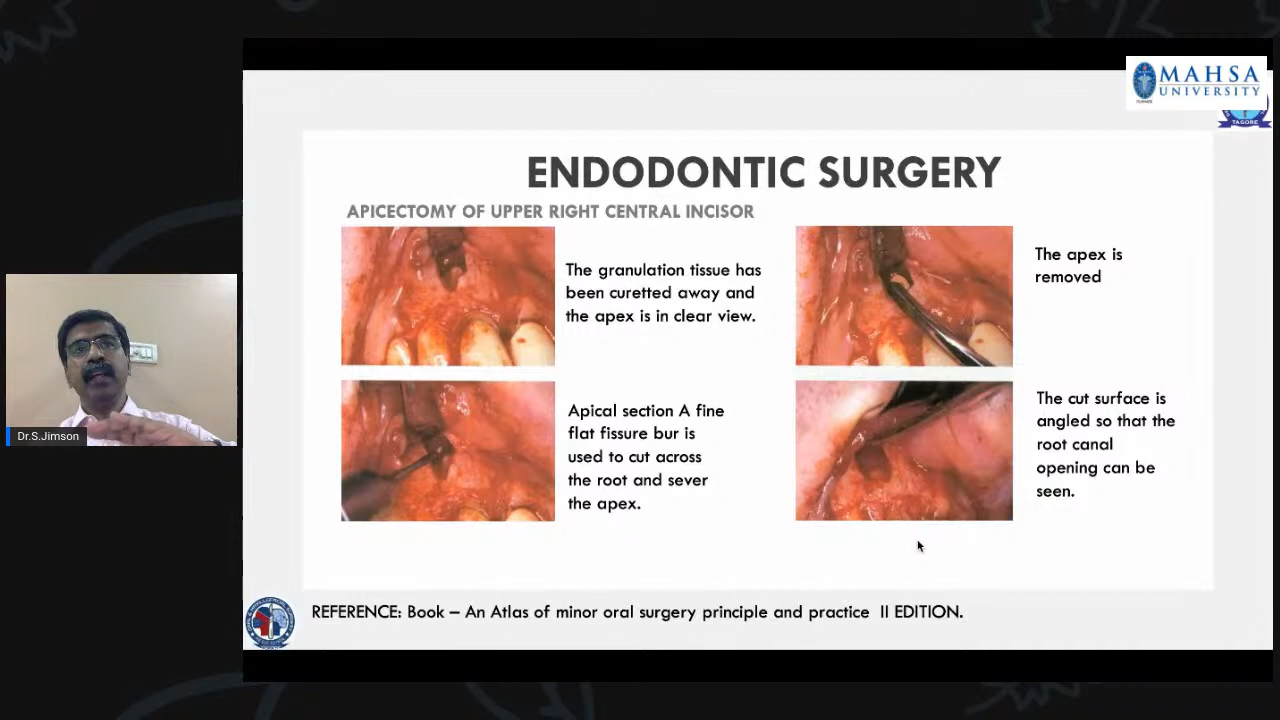 MAHSA
UNIVERSITY
TAGORE
ENDODONTIC SURGERY
APICECTOMY OF UPPER RIGHT CENTRAL INCISOR
The granulation tissue has
been curetted away and
the apex is in clear view.
The apex is
removed
Apical section A fine
flat fissure bur is
used to cut across
the root and sever
the apex.
The cut surface is
angled so that the
root canal
opening can be
seen.
Dr.S.Jimson
REFERENCE: Book – An Atlas of minor oral surgery principle and practice II EDITION.